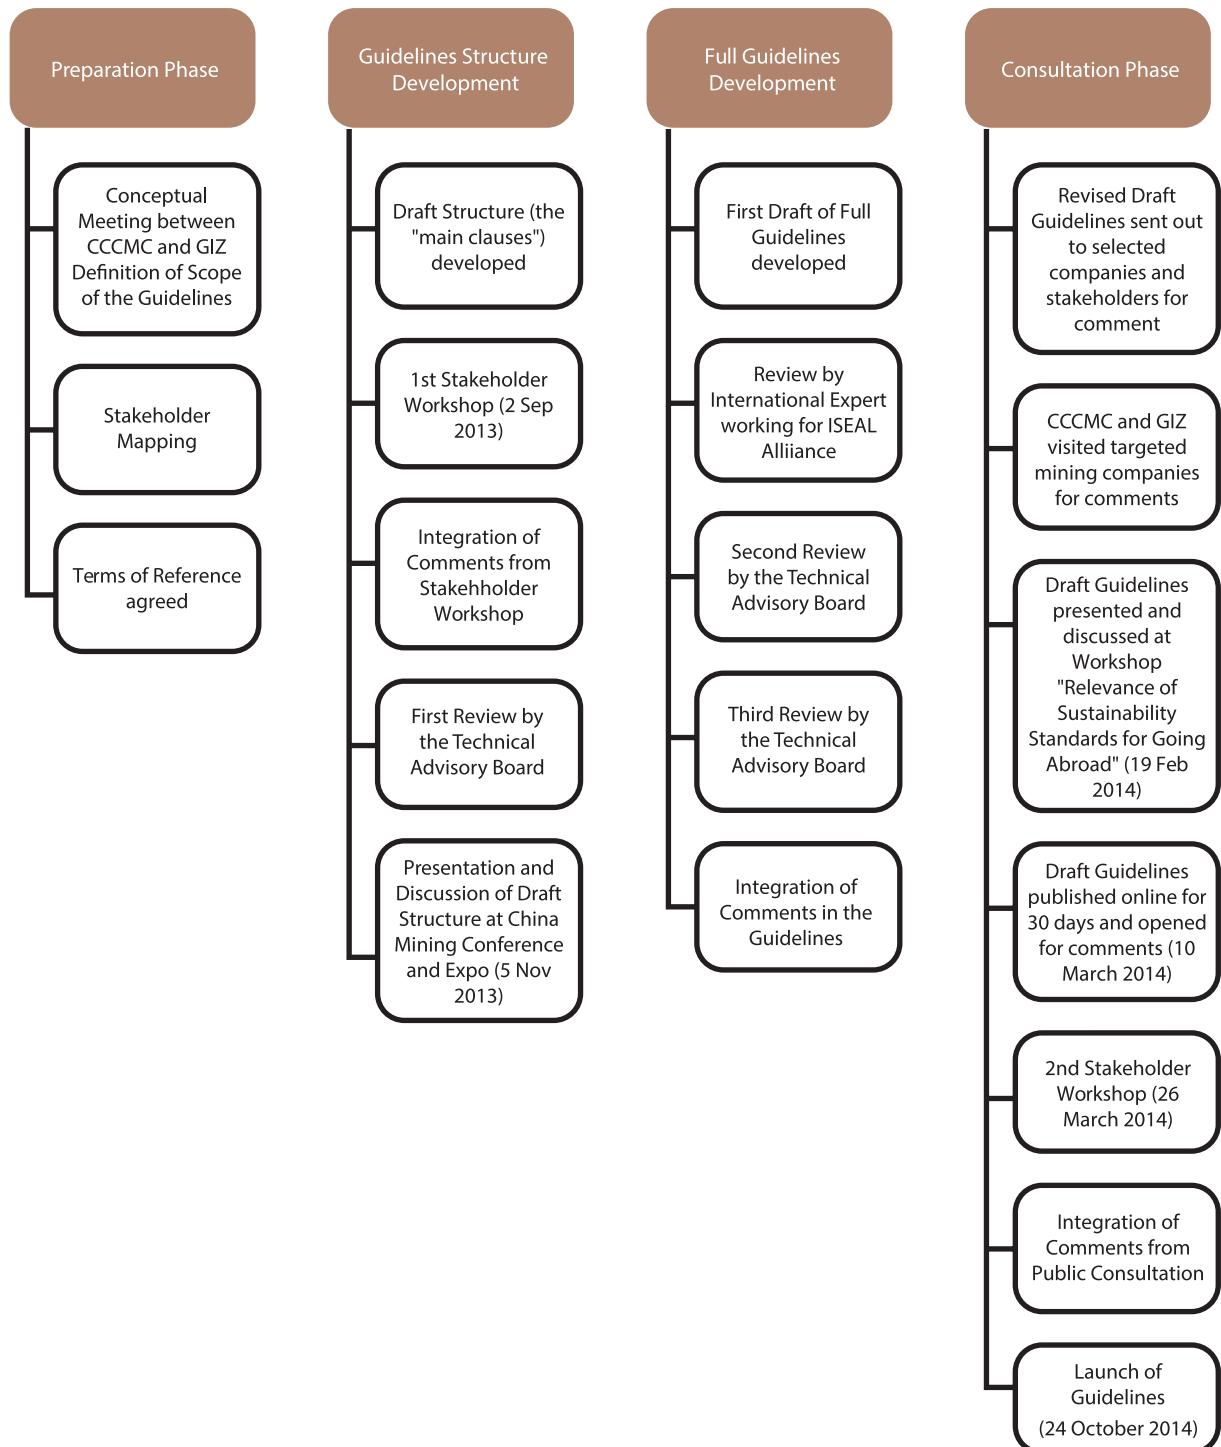 Preparation Phase
Conceptual
Meeting between
CCCMC and GIZ
Definition of Scope
of the Guidelines
Stakeholder
Mapping
Terms of Reference
agreed
Guidelines Structure
Development
Draft Structure (the
"main clauses")
developed
1st Stakeholder
Workshop (2 Sep
2013)
Integration of
Comments from
Stakehholder
Workshop
First Review by
the Technical
Advisory Board
Presentation and
Discussion of Draft
Structure at China
Mining Conference
and Expo (5 Nov
2013)
Full Guidelines
Development
First Draft of Full
Guidelines
developed
Review by
International Expert
working for ISEAL
Alliiance
Second Review
by the Technical
Advisory Board
Third Review by
the Technical
Advisory Board
Integration of
Comments in the
Guidelines
Consultation Phase
Revised Draft
Guidelines sent out
to selected
companies and
stakeholders for
comment
CCCMC and GIZ
visited targeted
mining companies
for comments
Draft Guidelines
presented and
discussed at
Workshop
"Relevance of
Sustainability
Standards for Going
Abroad" (19 Feb
2014)
Draft Guidelines
published online for
30 days and opened
for comments (10
March 2014)
2nd Stakeholder
Workshop (26
March 2014)
Integration of
Comments from
Public Consultation
Launch of
Guidelines
(24 October 2014)